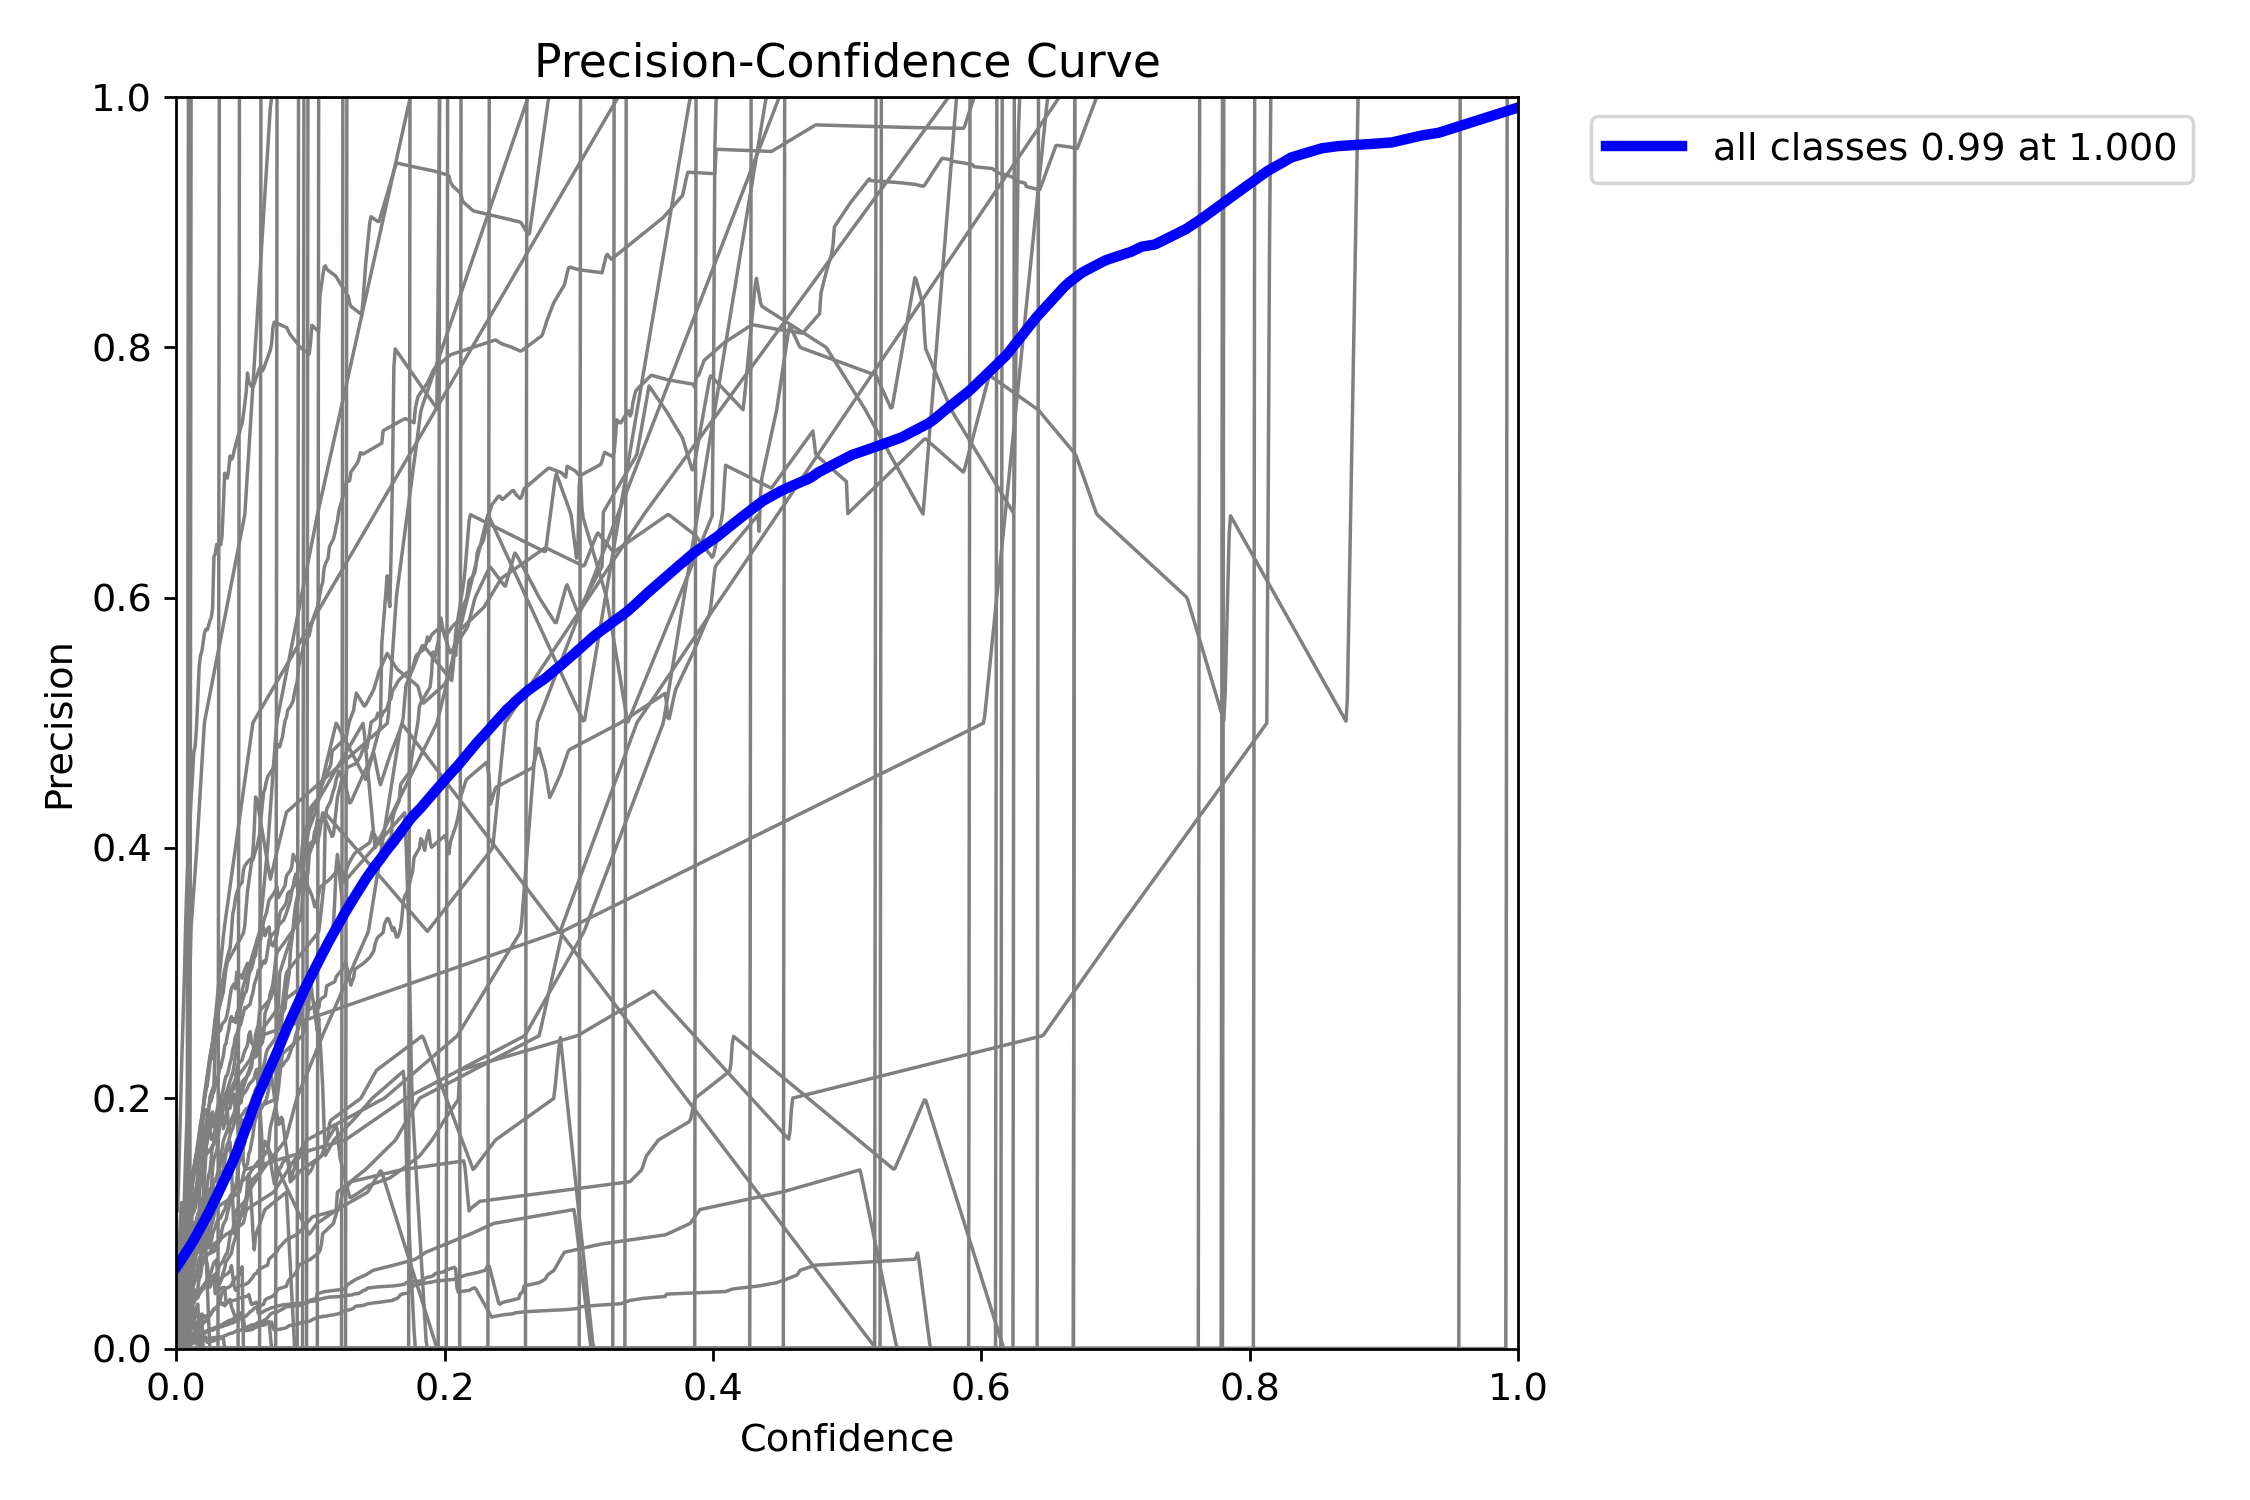 Precision-Confidence Curve
all classes 0.99 at 1.000
Precision
1.0
0.8
0.6
0.4
0.2
0.0
0.0 0.2 0.4 0.6 0.8 1.0
Confidence